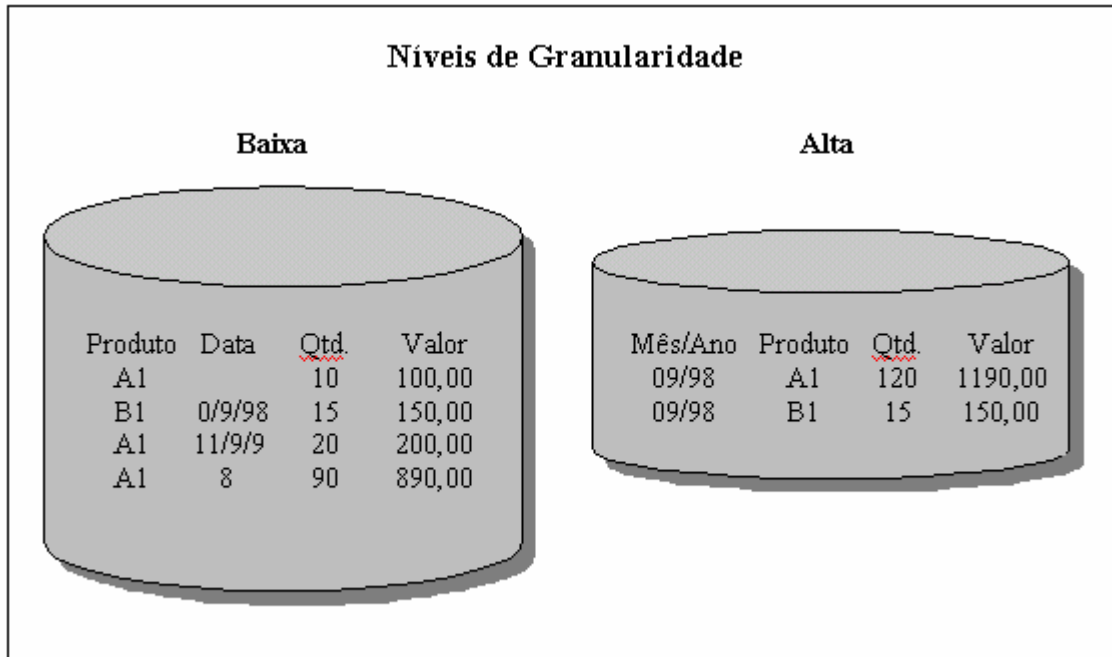 Níveis de Granularidade
Baixa
Produto Data Qtd. Valor
A1 10 100,00
B1 0/9/98 15 150,00
A1 11/9/9 20 200,00
A1 8 90 890,00
Alta
Mês/Ano Produto Qtd. Valor
09/98 A1 120 1190,00
09/98 B1 15 150,00